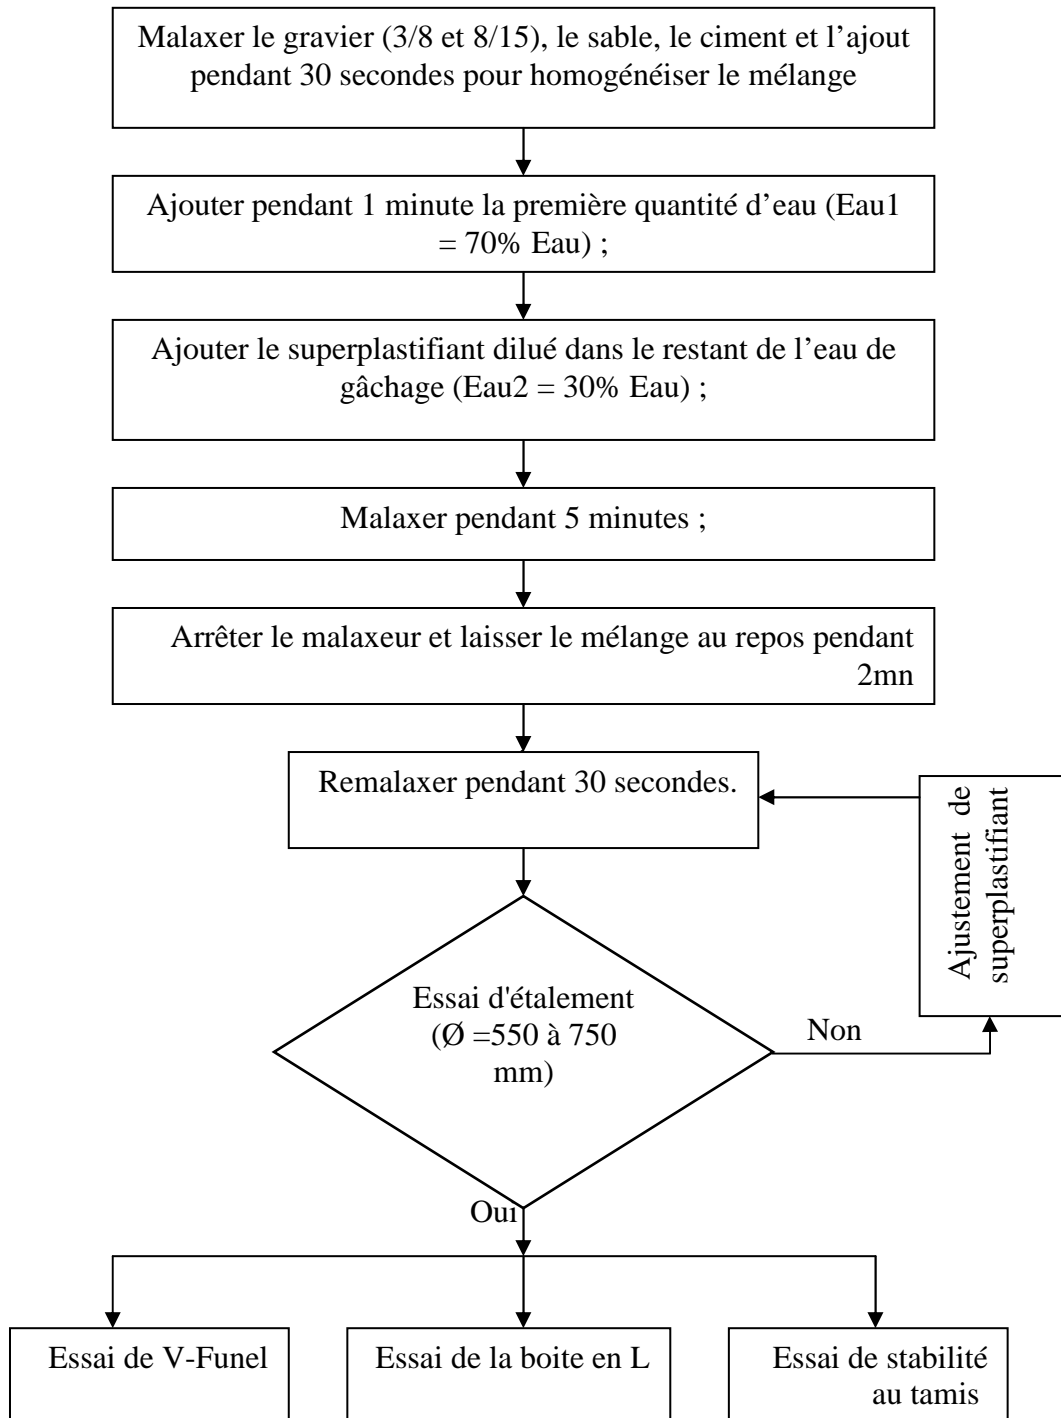 Malaxer le gravier (3/8 et 8/15), le sable, le ciment et l’ajout
pendant 30 secondes pour homogénéiser le mélange
Ajouter pendant 1 minute la première quantité d’eau (Eau1
= 70% Eau) ;
Ajouter le superplastifiant dilué dans le restant de l’eau de
gâchage (Eau2 = 30% Eau) ;
Malaxer pendant 5 minutes ;
Arrêter le malaxeur et laisser le mélange au repos pendant
2mn
Remalaxer pendant 30 secondes.
Ajustement de
superplastifiant
Essai d'étalement
(Ø =550 à 750
mm)
Non
Oui
Essai de V-Funel
Essai de la boite en L
Essai de stabilité
au tamis